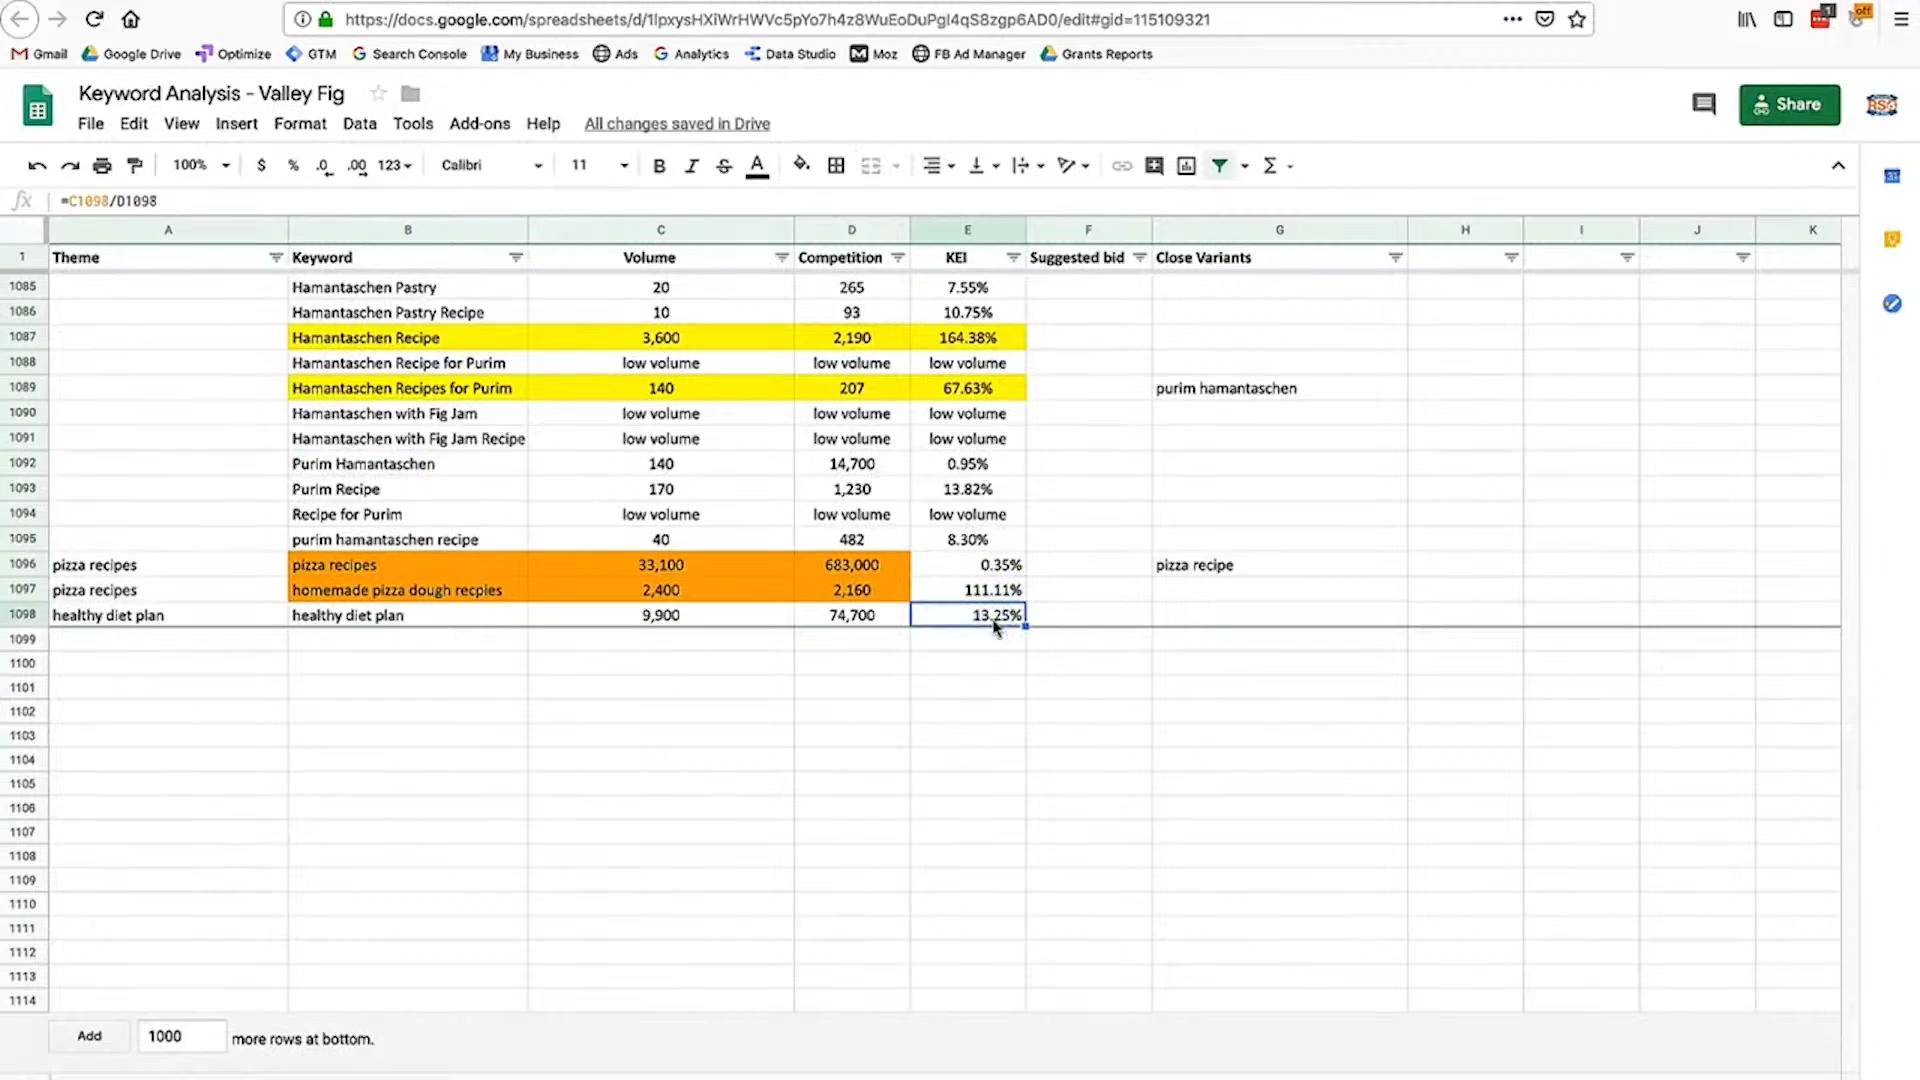 https://docs.google.com/spreadsheets/d/1lpxysHXiWrHWVc5pYo7h4z8WuEoDuPgl4qS8zgp6AD0/edit#gid=115109321
1 off
Gmail Google Drive Optimize GTM Search Console My Business Ads Analytics Data Studio Moz FB Ad Manager Grants Reports
Keyword Analysis - Valley Fig
Share
File Edit View Insert Format Data Tools Add-ons Help All changes saved in Drive
100% $ % .0 .00 123 Calibri 11 B I S A Σ
fx =C1098/D1098
A B C D E F G H I J K
1 Theme Keyword Volume Competition KEI Suggested bid Close Variants
1085 Hamantaschen Pastry 20 265 7.55%
1086 Hamantaschen Pastry Recipe 10 93 10.75%
1087 Hamantaschen Recipe 3,600 2,190 164.38%
1088 Hamantaschen Recipe for Purim low volume low volume low volume
1089 Hamantaschen Recipes for Purim 140 207 67.63% purim hamantaschen
1090 Hamantaschen with Fig Jam low volume low volume low volume
1091 Hamantaschen with Fig Jam Recipe low volume low volume low volume
1092 Purim Hamantaschen 140 14,700 0.95%
1093 Purim Recipe 170 1,230 13.82%
1094 Recipe for Purim low volume low volume low volume
1095 purim hamantaschen recipe 40 482 8.30%
1096 pizza recipes pizza recipes 33,100 683,000 0.35% pizza recipe
1097 pizza recipes homemade pizza dough recpies 2,400 2,160 111.11%
1098 healthy diet plan healthy diet plan 9,900 74,700 13.25%
1099
1100
1101
1102
1103
1104
1105
1106
1107
1108
1109
1110
1111
1112
1113
1114
Add 1000 more rows at bottom.